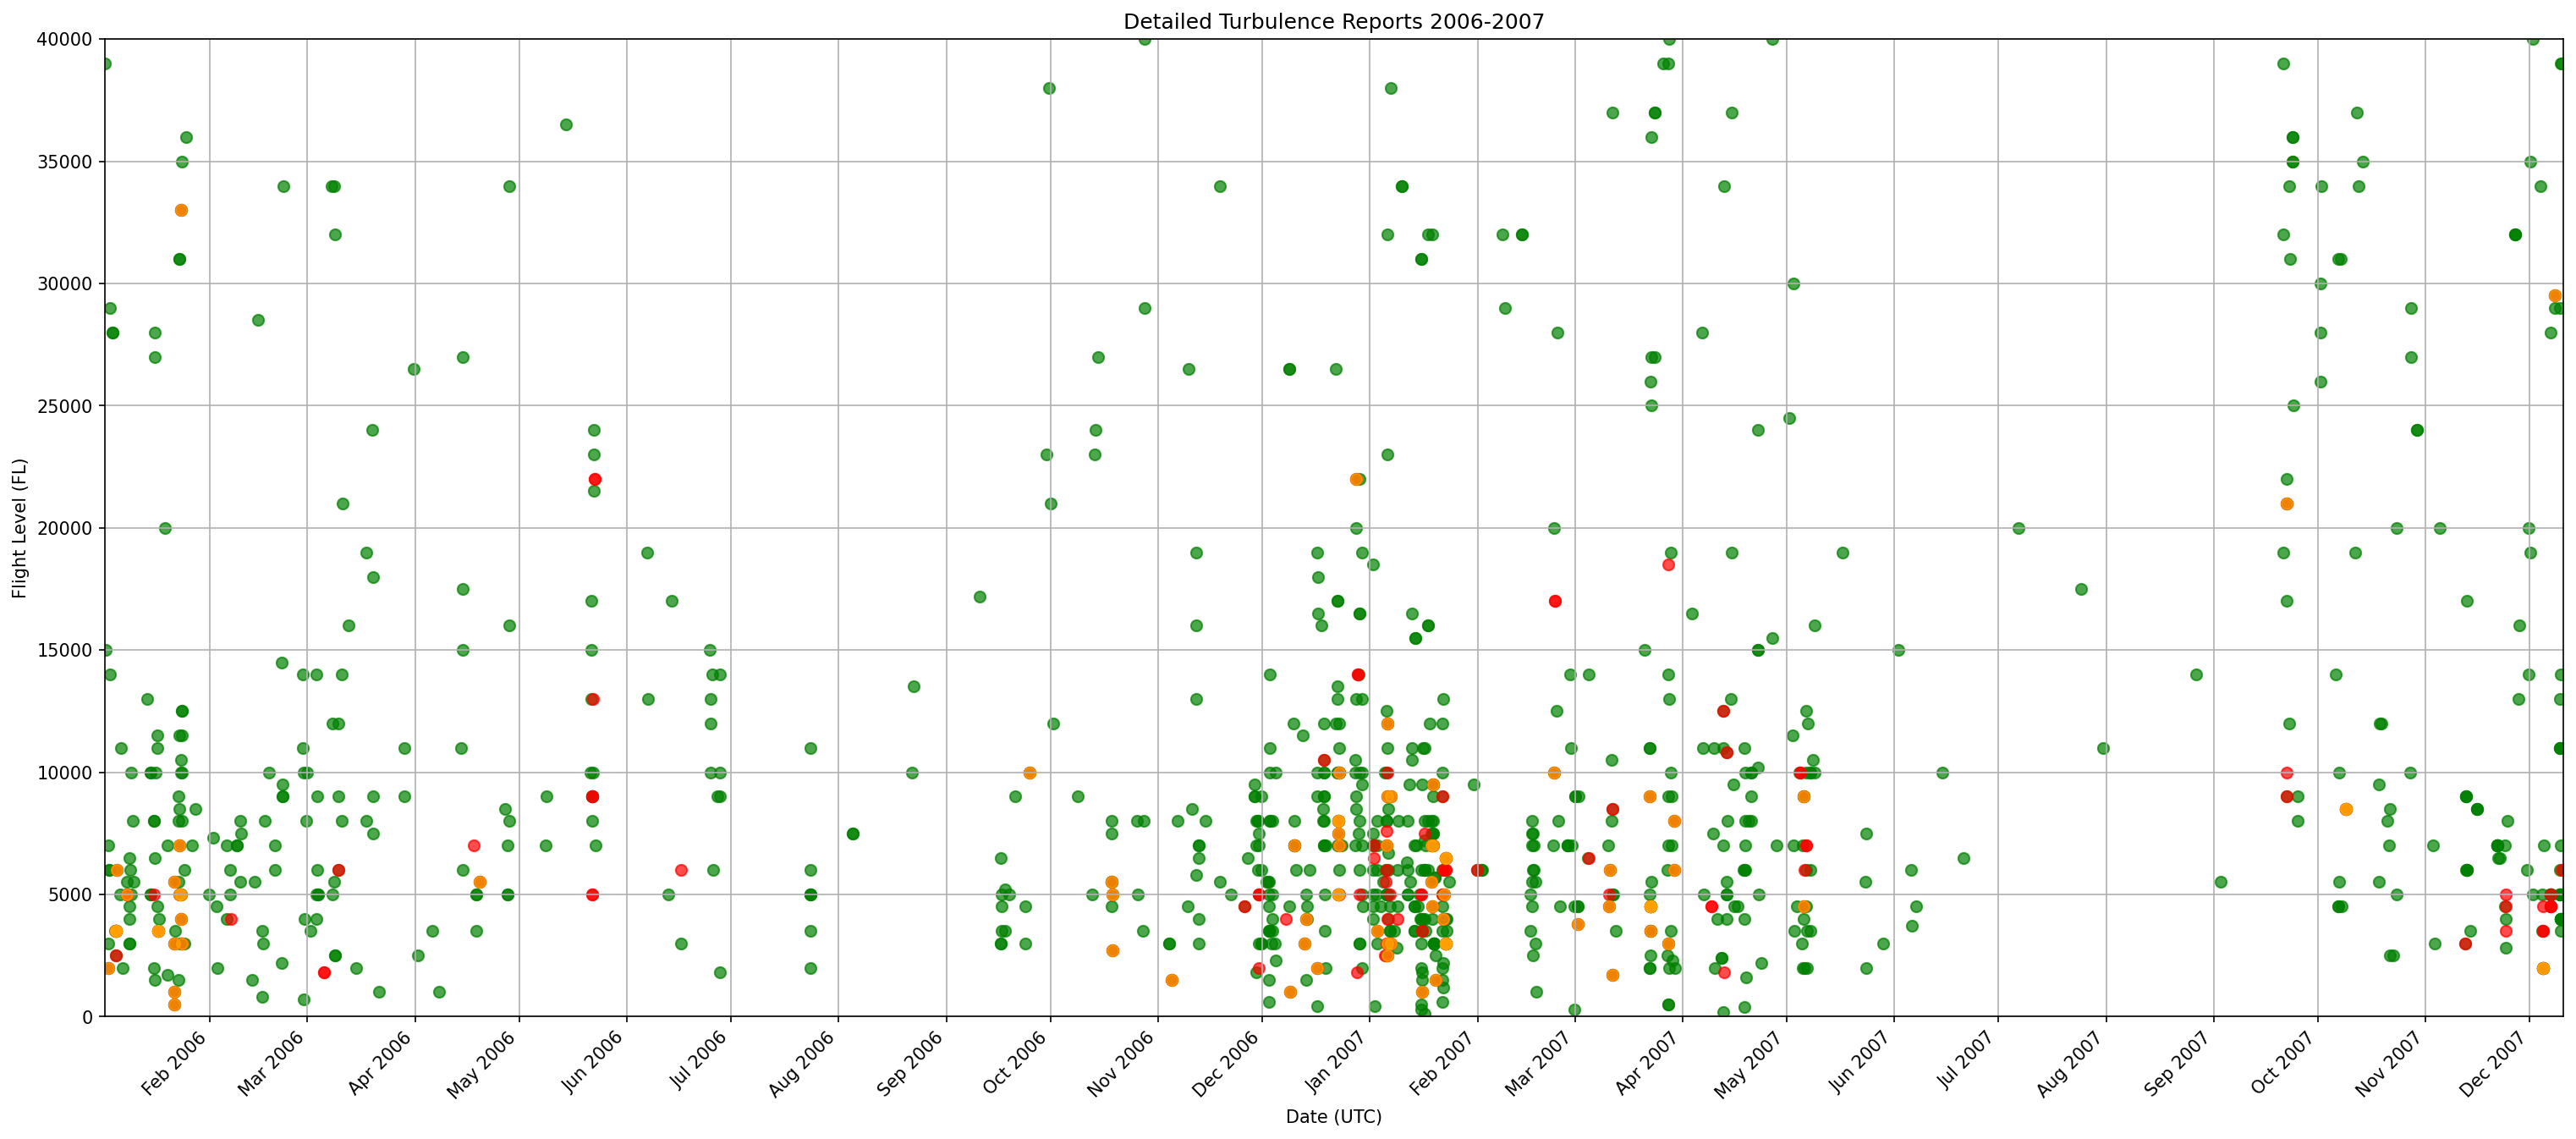 Detailed Turbulence Reports 2006-2007
40000
35000
30000
25000
20000
15000
10000
5000
0
Flight Level (FL)
Feb 2006
Mar 2006
Apr 2006
May 2006
Jun 2006
Jul 2006
Aug 2006
Sep 2006
Oct 2006
Nov 2006
Dec 2006
Jan 2007
Feb 2007
Mar 2007
Apr 2007
May 2007
Jun 2007
Jul 2007
Aug 2007
Sep 2007
Oct 2007
Nov 2007
Dec 2007
Date (UTC)